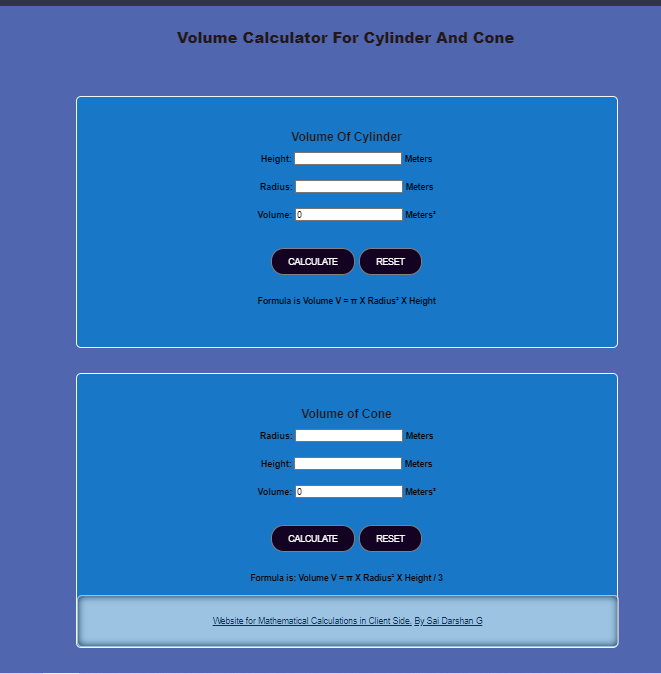 Volume Calculator For Cylinder And Cone
Volume Of Cylinder
Height: Meters
Radius: Meters
Volume: 0 Meters³
CALCULATE RESET
Formula is Volume V = π X Radius² X Height
Volume of Cone
Radius: Meters
Height: Meters
Volume: 0 Meters³
CALCULATE RESET
Formula is: Volume V = π X Radius² X Height / 3
Website for Mathematical Calculations in Client Side. By Sai Darshan G